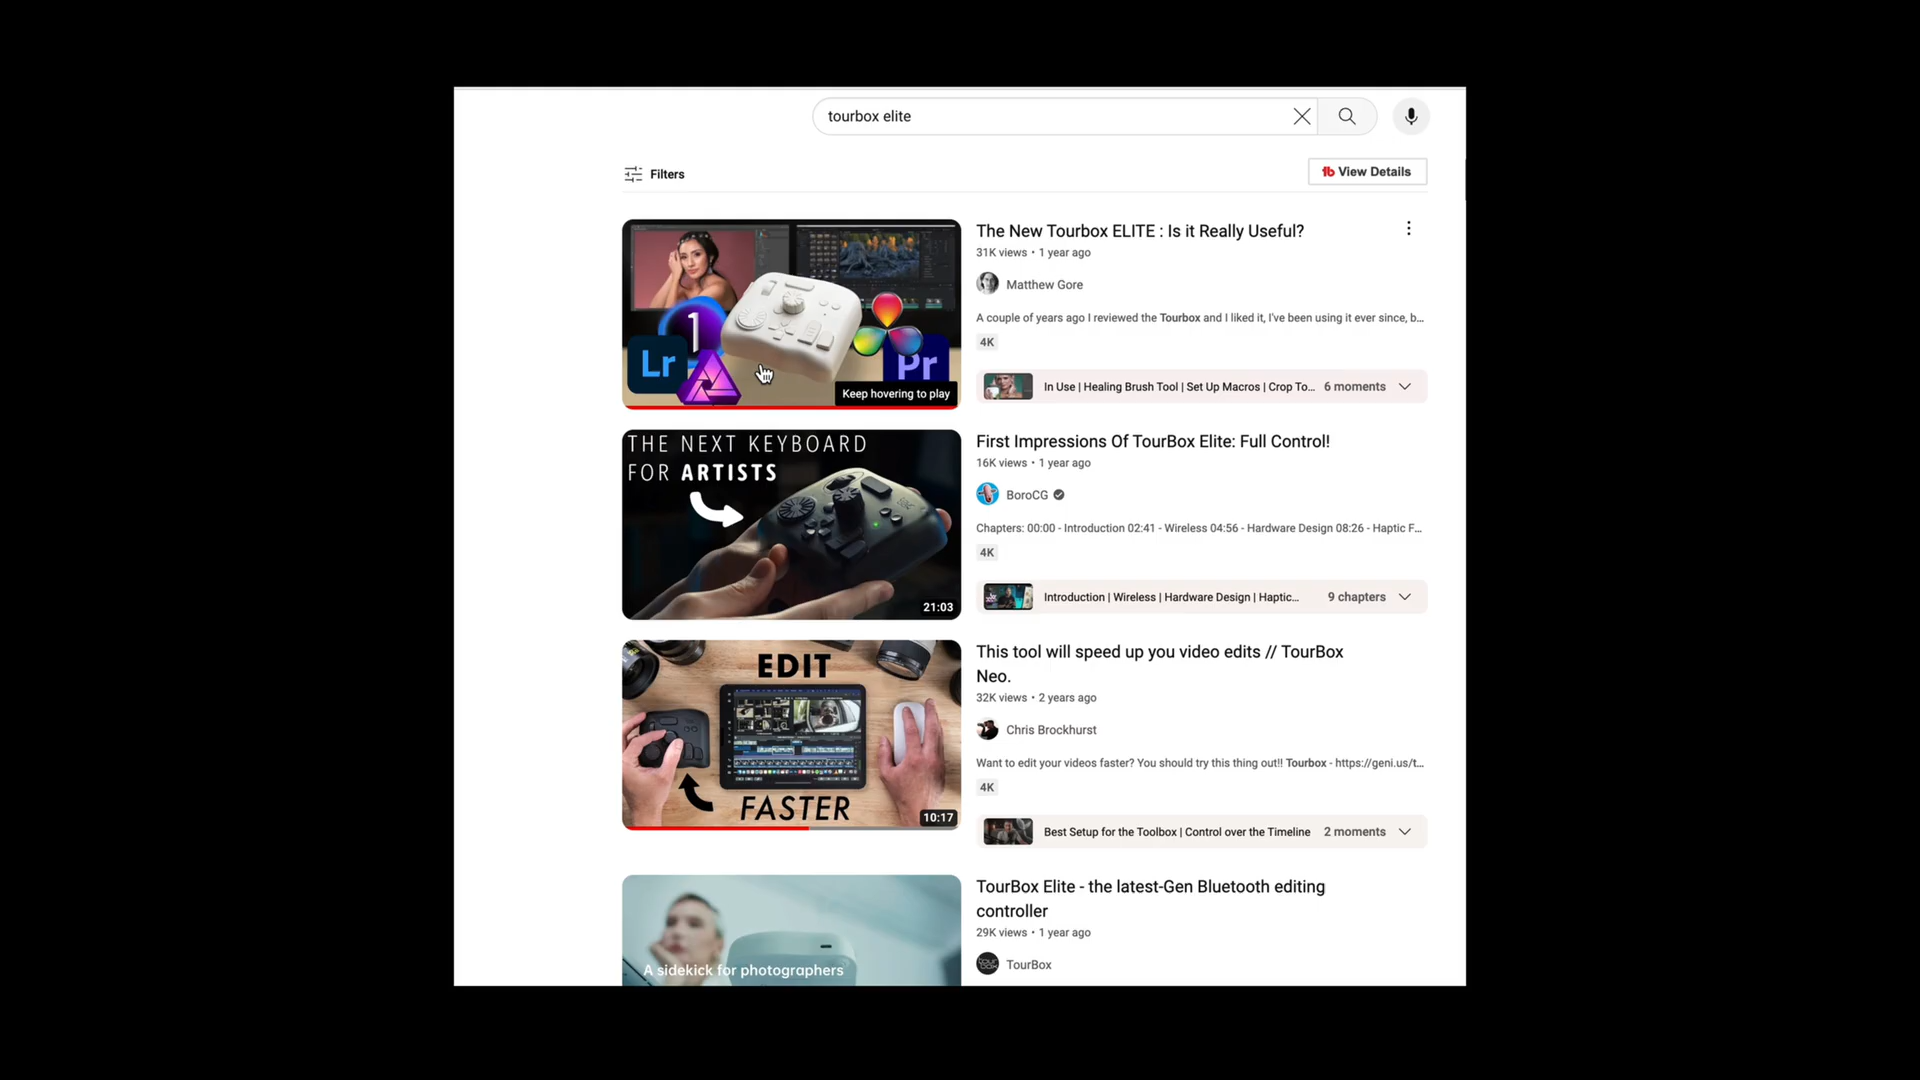 tourbox elite
Filters
tb View Details
Lr
1
Pr
Keep hovering to play
The New Tourbox ELITE : Is it Really Useful?
31K views • 1 year ago
Matthew Gore
A couple of years ago I reviewed the Tourbox and I liked it, I've been using it ever since, b...
4K
In Use | Healing Brush Tool | Set Up Macros | Crop To... 6 moments
THE NEXT KEYBOARD
FOR ARTISTS
21:03
First Impressions Of TourBox Elite: Full Control!
16K views • 1 year ago
BoroCG
Chapters: 00:00 - Introduction 02:41 - Wireless 04:56 - Hardware Design 08:26 - Haptic F...
4K
Introduction | Wireless | Hardware Design | Haptic... 9 chapters
EDIT
FASTER
10:17
This tool will speed up you video edits // TourBox
Neo.
32K views • 2 years ago
Chris Brockhurst
Want to edit your videos faster? You should try this thing out!! Tourbox - https://geni.us/t...
4K
Best Setup for the Toolbox | Control over the Timeline 2 moments
A sidekick for photographers
TourBox Elite - the latest-Gen Bluetooth editing
controller
29K views • 1 year ago
TourBox